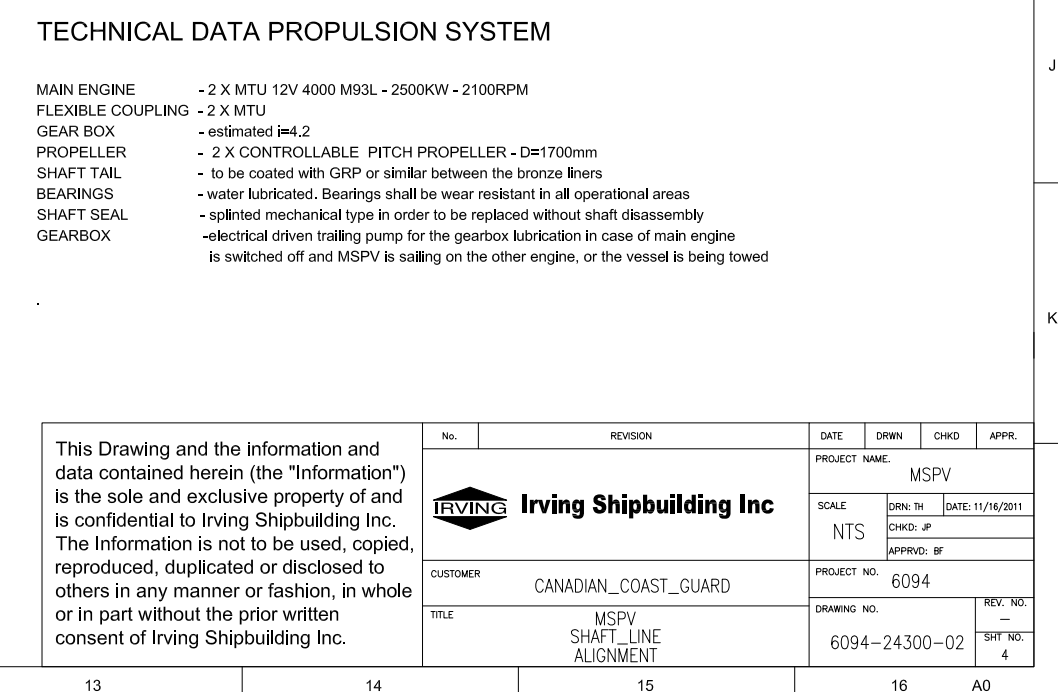 TECHNICAL DATA PROPULSION SYSTEM
J
MAIN ENGINE - 2 X MTU 12V 4000 M93L - 2500KW - 2100RPM
FLEXIBLE COUPLING - 2 X MTU
GEAR BOX - estimated i=4.2
PROPELLER - 2 X CONTROLLABLE PITCH PROPELLER - D=1700mm
SHAFT TAIL - to be coated with GRP or similar between the bronze liners
BEARINGS - water lubricated. Bearings shall be wear resistant in all operational areas
SHAFT SEAL - splinted mechanical type in order to be replaced without shaft disassembly
GEARBOX -electrical driven trailing pump for the gearbox lubrication in case of main engine
is switched off and MSPV is sailing on the other engine, or the vessel is being towed
.
K
This Drawing and the information and
data contained herein (the "Information")
is the sole and exclusive property of and
is confidential to Irving Shipbuilding Inc.
The Information is not to be used, copied,
reproduced, duplicated or disclosed to
others in any manner or fashion, in whole
or in part without the prior written
consent of Irving Shipbuilding Inc.
No. REVISION DATE DRWN CHKD APPR.
IRVING Irving Shipbuilding Inc
PROJECT NAME.
MSPV
SCALE
NTS
DRN: TH DATE: 11/16/2011
CHKD: JP
APPRVD: BF
CUSTOMER
CANADIAN_COAST_GUARD
PROJECT NO.
6094
TITLE
MSPV
SHAFT_LINE
ALIGNMENT
DRAWING NO.
6094-24300-02
REV. NO.
–
SHT NO.
4
13 14 15 16 A0